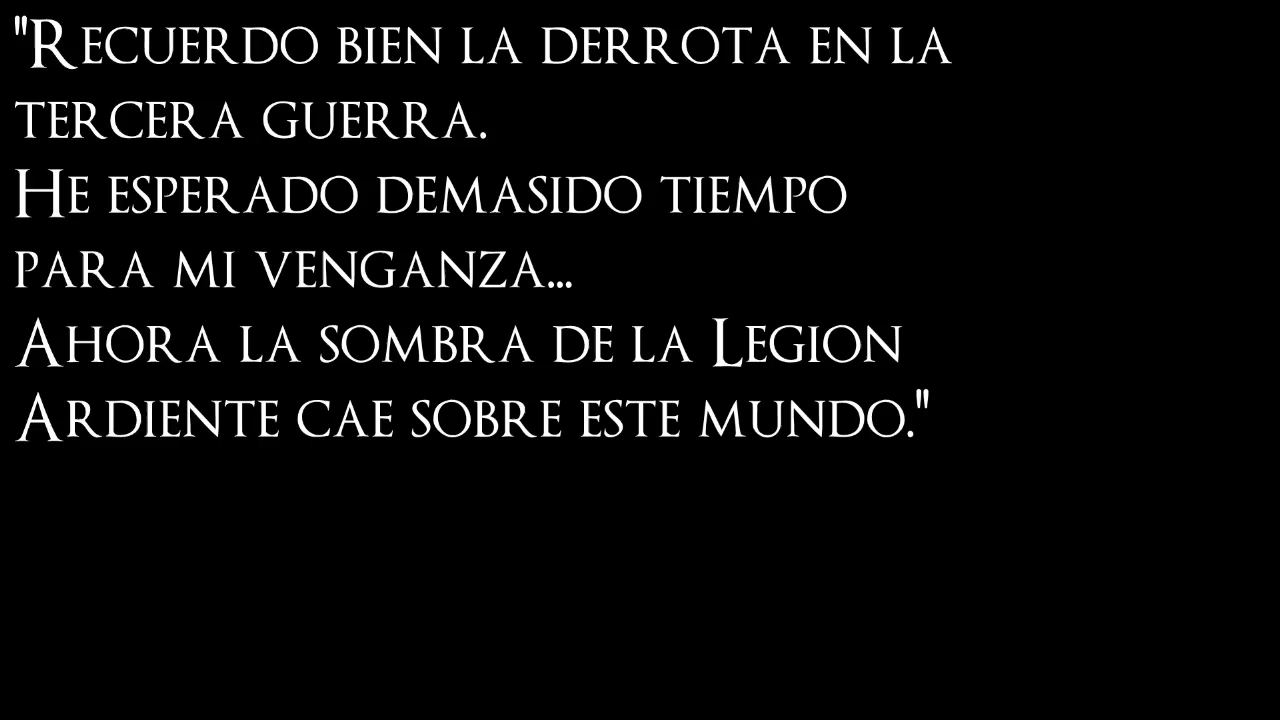 "Recuerdo bien la derrota en la
tercera guerra.
He esperado demasido tiempo
para mi venganza...
Ahora la sombra de la Legion
Ardiente cae sobre este mundo."